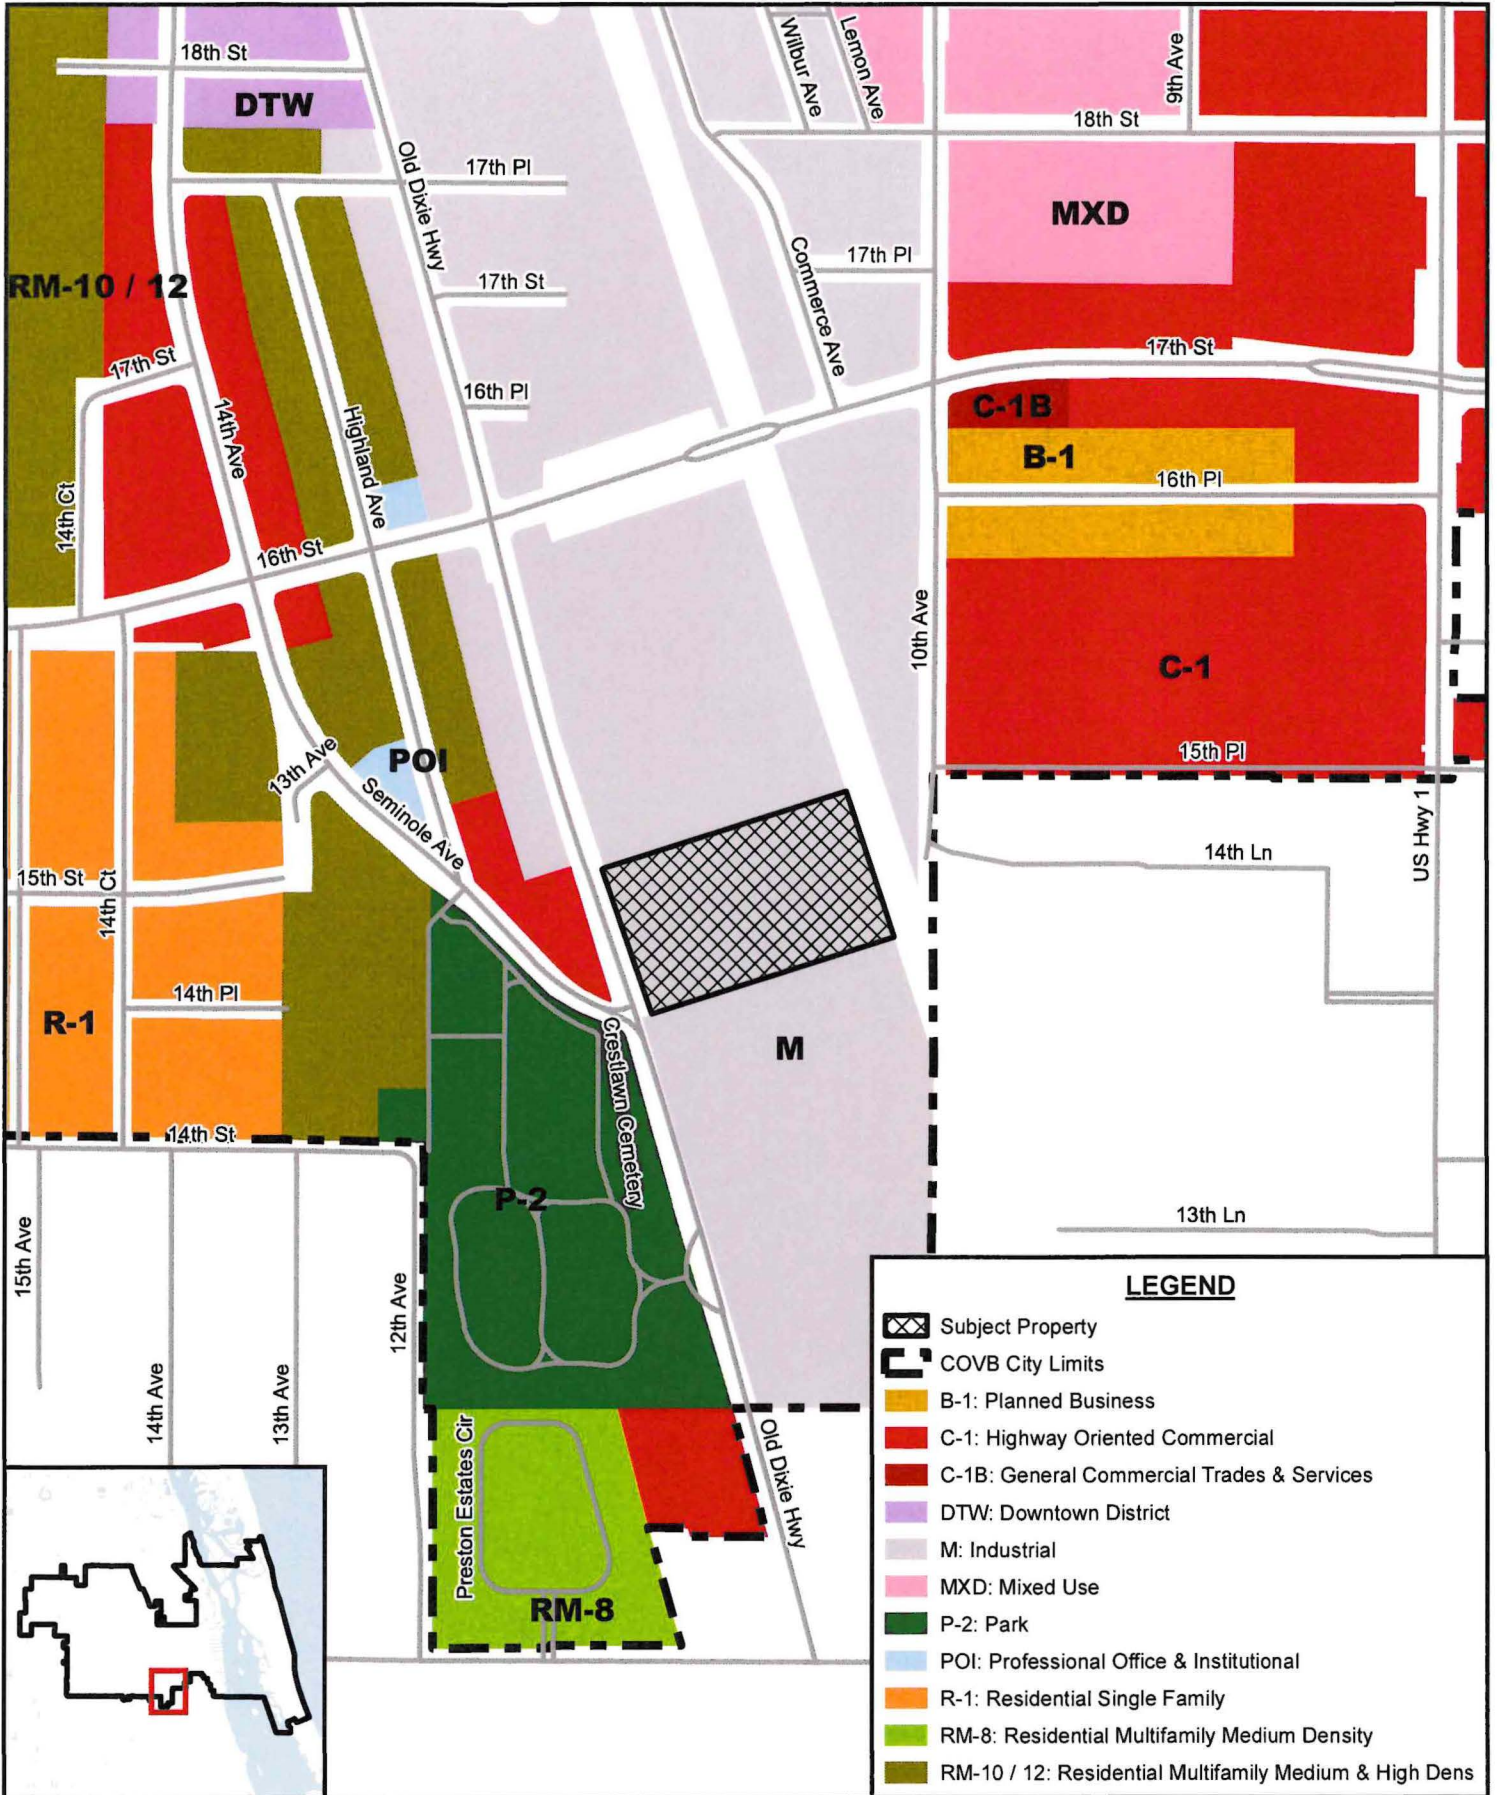 18th St
DTW
Old Dixie Hwy
17th Pl
Wilbur Ave
Lemon Ave
9th Ave
18th St
MXD
RM-10 / 12
17th St
Commerce Ave
17th Pl
17th St
17th St
16th Pl
14th Ave
Highland Ave
C-1B
B-1
16th Pl
14th Ct
16th St
10th Ave
C-1
15th Pl
13th Ave
POI
Seminole Ave
US Hwy 1
14th Ln
15th St
14th Ct
14th Pl
R-1
Crestlawn Cemetery
M
14th St
P-2
13th Ln
15th Ave
14th Ave
13th Ave
12th Ave
Preston Estates Cir
Old Dixie Hwy
RM-8
LEGEND
Subject Property
COVB City Limits
B-1: Planned Business
C-1: Highway Oriented Commercial
C-1B: General Commercial Trades & Services
DTW: Downtown District
M: Industrial
MXD: Mixed Use
P-2: Park
POI: Professional Office & Institutional
R-1: Residential Single Family
RM-8: Residential Multifamily Medium Density
RM-10 / 12: Residential Multifamily Medium & High Dens